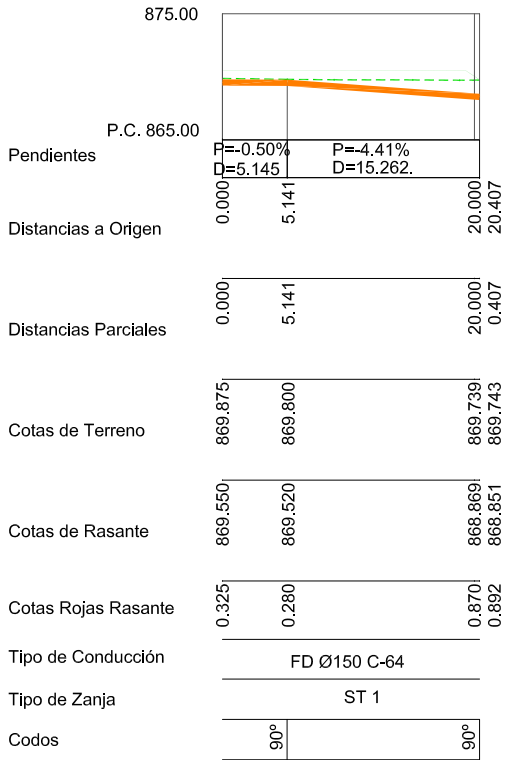 875.00
P.C. 865.00
Pendientes
P=-0.50% P=-4.41%
D=5.145 D=15.262.
Distancias a Origen
0.000 5.141 20.000 20.407
Distancias Parciales
0.000 5.141 20.000 0.407
Cotas de Terreno
869.875 869.800 869.739 869.743
Cotas de Rasante
869.550 869.520 868.869 868.851
Cotas Rojas Rasante
0.325 0.280 0.870 0.892
Tipo de Conducción
FD Ø150 C-64
Tipo de Zanja
ST 1
Codos
90º 90º